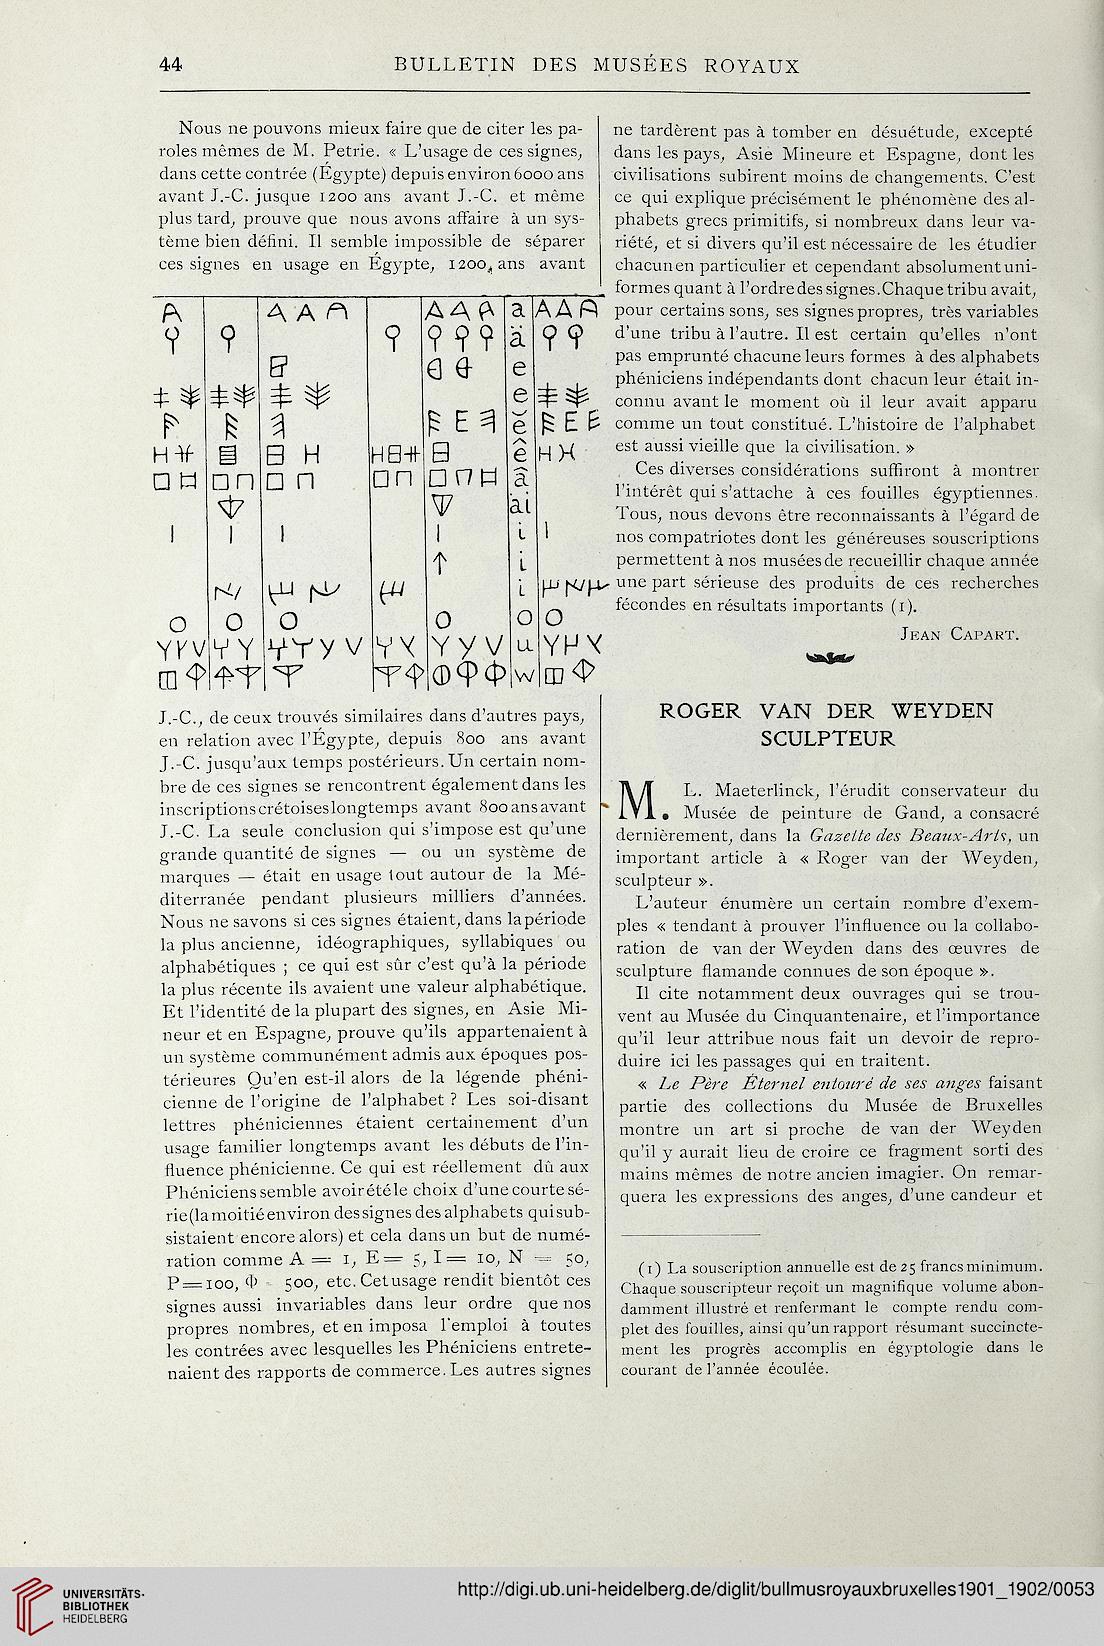 44
BULLETIN DES MUSÉES ROYAUX
Nous ne pouvons mieux faire que de citer les pa-
roles mêmes de M. Petrie. « L'usage de ces signes,
dans cette contrée (Égypte) depuis environ 6000 ans
avant J.-C. jusque 1200 ans avant J.-C. et même
plus tard, prouve que nous avons affaire à un sys-
tème bien défini. Il semble impossible de séparer
ces signes en usage en Égypte, 1200, ans avant
a
ä
e
e
ĕ
ê
ā
ai
i
i
i
o
u
w
J.-C., de ceux trouvés similaires dans d'autres pays,
en relation avec l'Égypte, depuis 800 ans avant
J.-C. jusqu'aux temps postérieurs. Un certain nom-
bre de ces signes se rencontrent également dans les
inscriptions crétoises longtemps avant 800 ans avant
J.-C. La seule conclusion qui s'impose est qu'une
grande quantité de signes — ou un système de
marques — était en usage tout autour de la Mé-
diterranée pendant plusieurs milliers d'années.
Nous ne savons si ces signes étaient, dans la période
la plus ancienne, idéographiques, syllabiques ou
alphabétiques ; ce qui est sûr c'est qu'à la période
la plus récente ils avaient une valeur alphabétique.
Et l'identité de la plupart des signes, en Asie Mi-
neur et en Espagne, prouve qu'ils appartenaient à
un système communément admis aux époques pos-
térieures Qu'en est-il alors de la légende phéni-
cienne de l'origine de l'alphabet ? Les soi-disant
lettres phéniciennes étaient certainement d'un
usage familier longtemps avant les débuts de l'in-
fluence phénicienne. Ce qui est réellement dû aux
Phéniciens semble avoir été le choix d'une courte sé-
rie (la moitié environ des signes des alphabets qui sub-
sistaient encore alors) et cela dans un but de numé-
ration comme A = 1, E = 5, I = 10, N = 50,
P = 100, Φ = 500, etc. Cet usage rendit bientôt ces
signes aussi invariables dans leur ordre que nos
propres nombres, et en imposa l'emploi à toutes
les contrées avec lesquelles les Phéniciens entrete-
naient des rapports de commerce. Les autres signes
ne tardèrent pas à tomber en désuétude, excepté
dans les pays, Asie Mineure et Espagne, dont les
civilisations subirent moins de changements. C'est
ce qui explique précisément le phénomène des al-
phabets grecs primitifs, si nombreux dans leur va-
riété, et si divers qu'il est nécessaire de les étudier
chacun en particulier et cependant absolument uni-
formes quant à l'ordre des signes. Chaque tribu avait,
pour certains sons, ses signes propres, très variables
d'une tribu à l'autre. Il est certain qu'elles n'ont
pas emprunté chacune leurs formes à des alphabets
phéniciens indépendants dont chacun leur était in-
connu avant le moment où il leur avait apparu
comme un tout constitué. L'histoire de l'alphabet
est aussi vieille que la civilisation. »
Ces diverses considérations suffiront à montrer
l'intérêt qui s'attache à ces fouilles égyptiennes.
Tous, nous devons être reconnaissants à l'égard de
nos compatriotes dont les généreuses souscriptions
permettent à nos musées de recueillir chaque année
une part sérieuse des produits de ces recherches
fécondes en résultats importants (1).
JEAN CAPART.
ROGER VAN DER WEYDEN
SCULPTEUR
M. L. Maeterlinck, l'érudit conservateur du
Musée de peinture de Gand, a consacré
dernièrement, dans la Gazette des Beaux-Arts, un
important article à « Roger van der Weyden,
sculpteur ».
L'auteur énumère un certain nombre d'exem-
ples « tendant à prouver l'influence ou la collabo-
ration de van der Weyden dans des œuvres de
sculpture flamande connues de son époque ».
Il cite notamment deux ouvrages qui se trou-
vent au Musée du Cinquantenaire, et l'importance
qu'il leur attribue nous fait un devoir de repro-
duire ici les passages qui en traitent.
« Le Père Éternel entouré de ses anges faisant
partie des collections du Musée de Bruxelles
montre un art si proche de van der Weyden
qu'il y aurait lieu de croire ce fragment sorti des
mains mêmes de notre ancien imagier. On remar-
quera les expressions des anges, d'une candeur et
(1) La souscription annuelle est de 25 francs minimum.
Chaque souscripteur reçoit un magnifique volume abon-
damment illustré et renfermant le compte rendu com-
plet des fouilles, ainsi qu'un rapport résumant succincte-
ment les progrès accomplis en égyptologie dans le
courant de l'année écoulée.
UNIVERSITÄTS-
BIBLIOTHEK
HEIDELBERG
http://digi.ub.uni-heidelberg.de/diglit/bullmusroyauxbruxelles1901_1902/0053